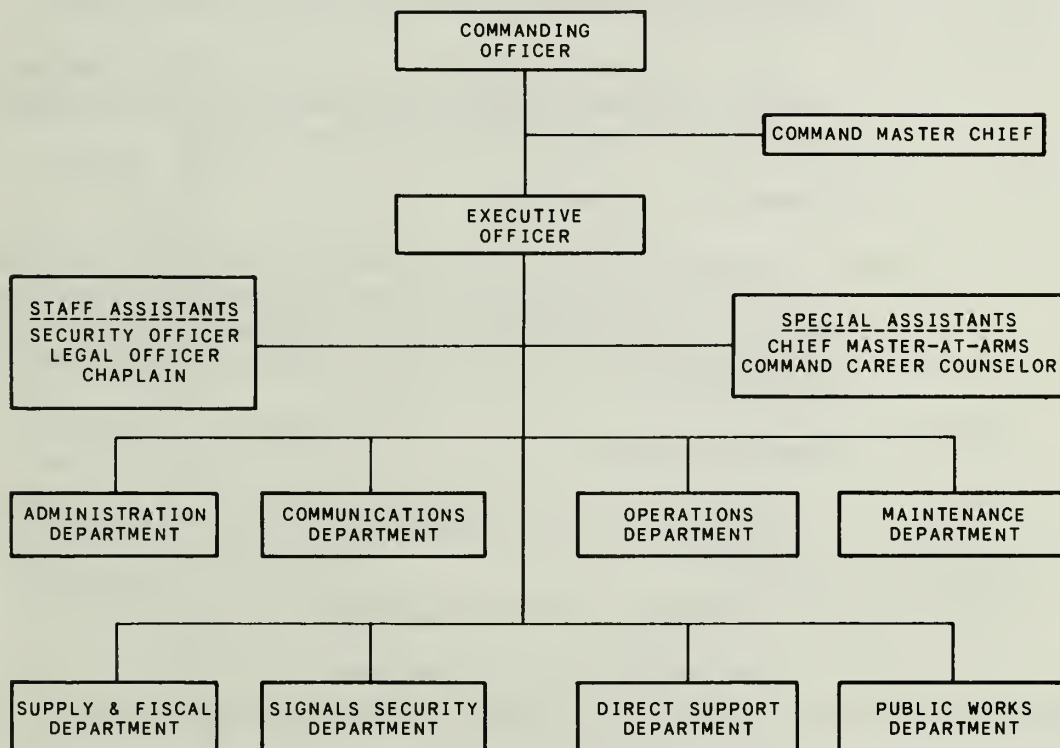 COMMANDING
OFFICER
COMMAND MASTER CHIEF
EXECUTIVE
OFFICER
STAFF ASSISTANTS
SECURITY OFFICER
LEGAL OFFICER
CHAPLAIN
SPECIAL ASSISTANTS
CHIEF MASTER-AT-ARMS
COMMAND CAREER COUNSELOR
ADMINISTRATION
DEPARTMENT
COMMUNICATIONS
DEPARTMENT
OPERATIONS
DEPARTMENT
MAINTENANCE
DEPARTMENT
SUPPLY & FISCAL
DEPARTMENT
SIGNALS SECURITY
DEPARTMENT
DIRECT SUPPORT
DEPARTMENT
PUBLIC WORKS
DEPARTMENT